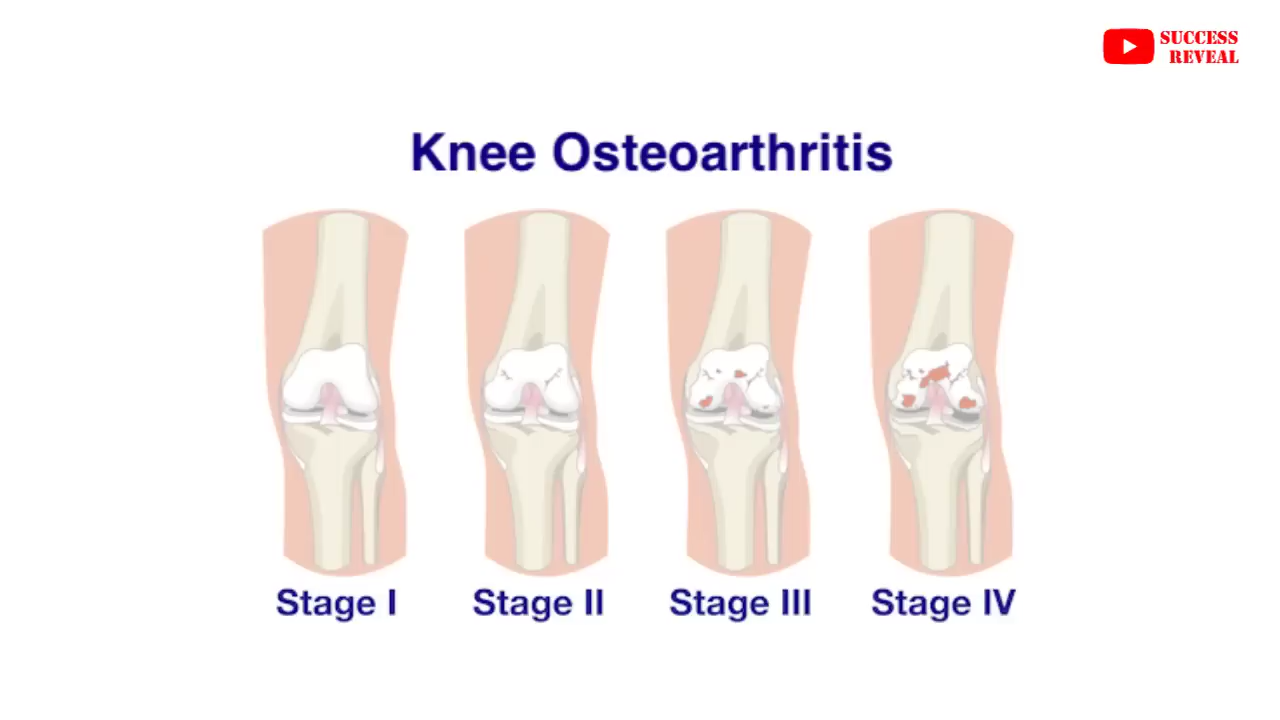 SUCCESS
REVEAL
Knee Osteoarthritis
Stage I
Stage II
Stage III
Stage IV